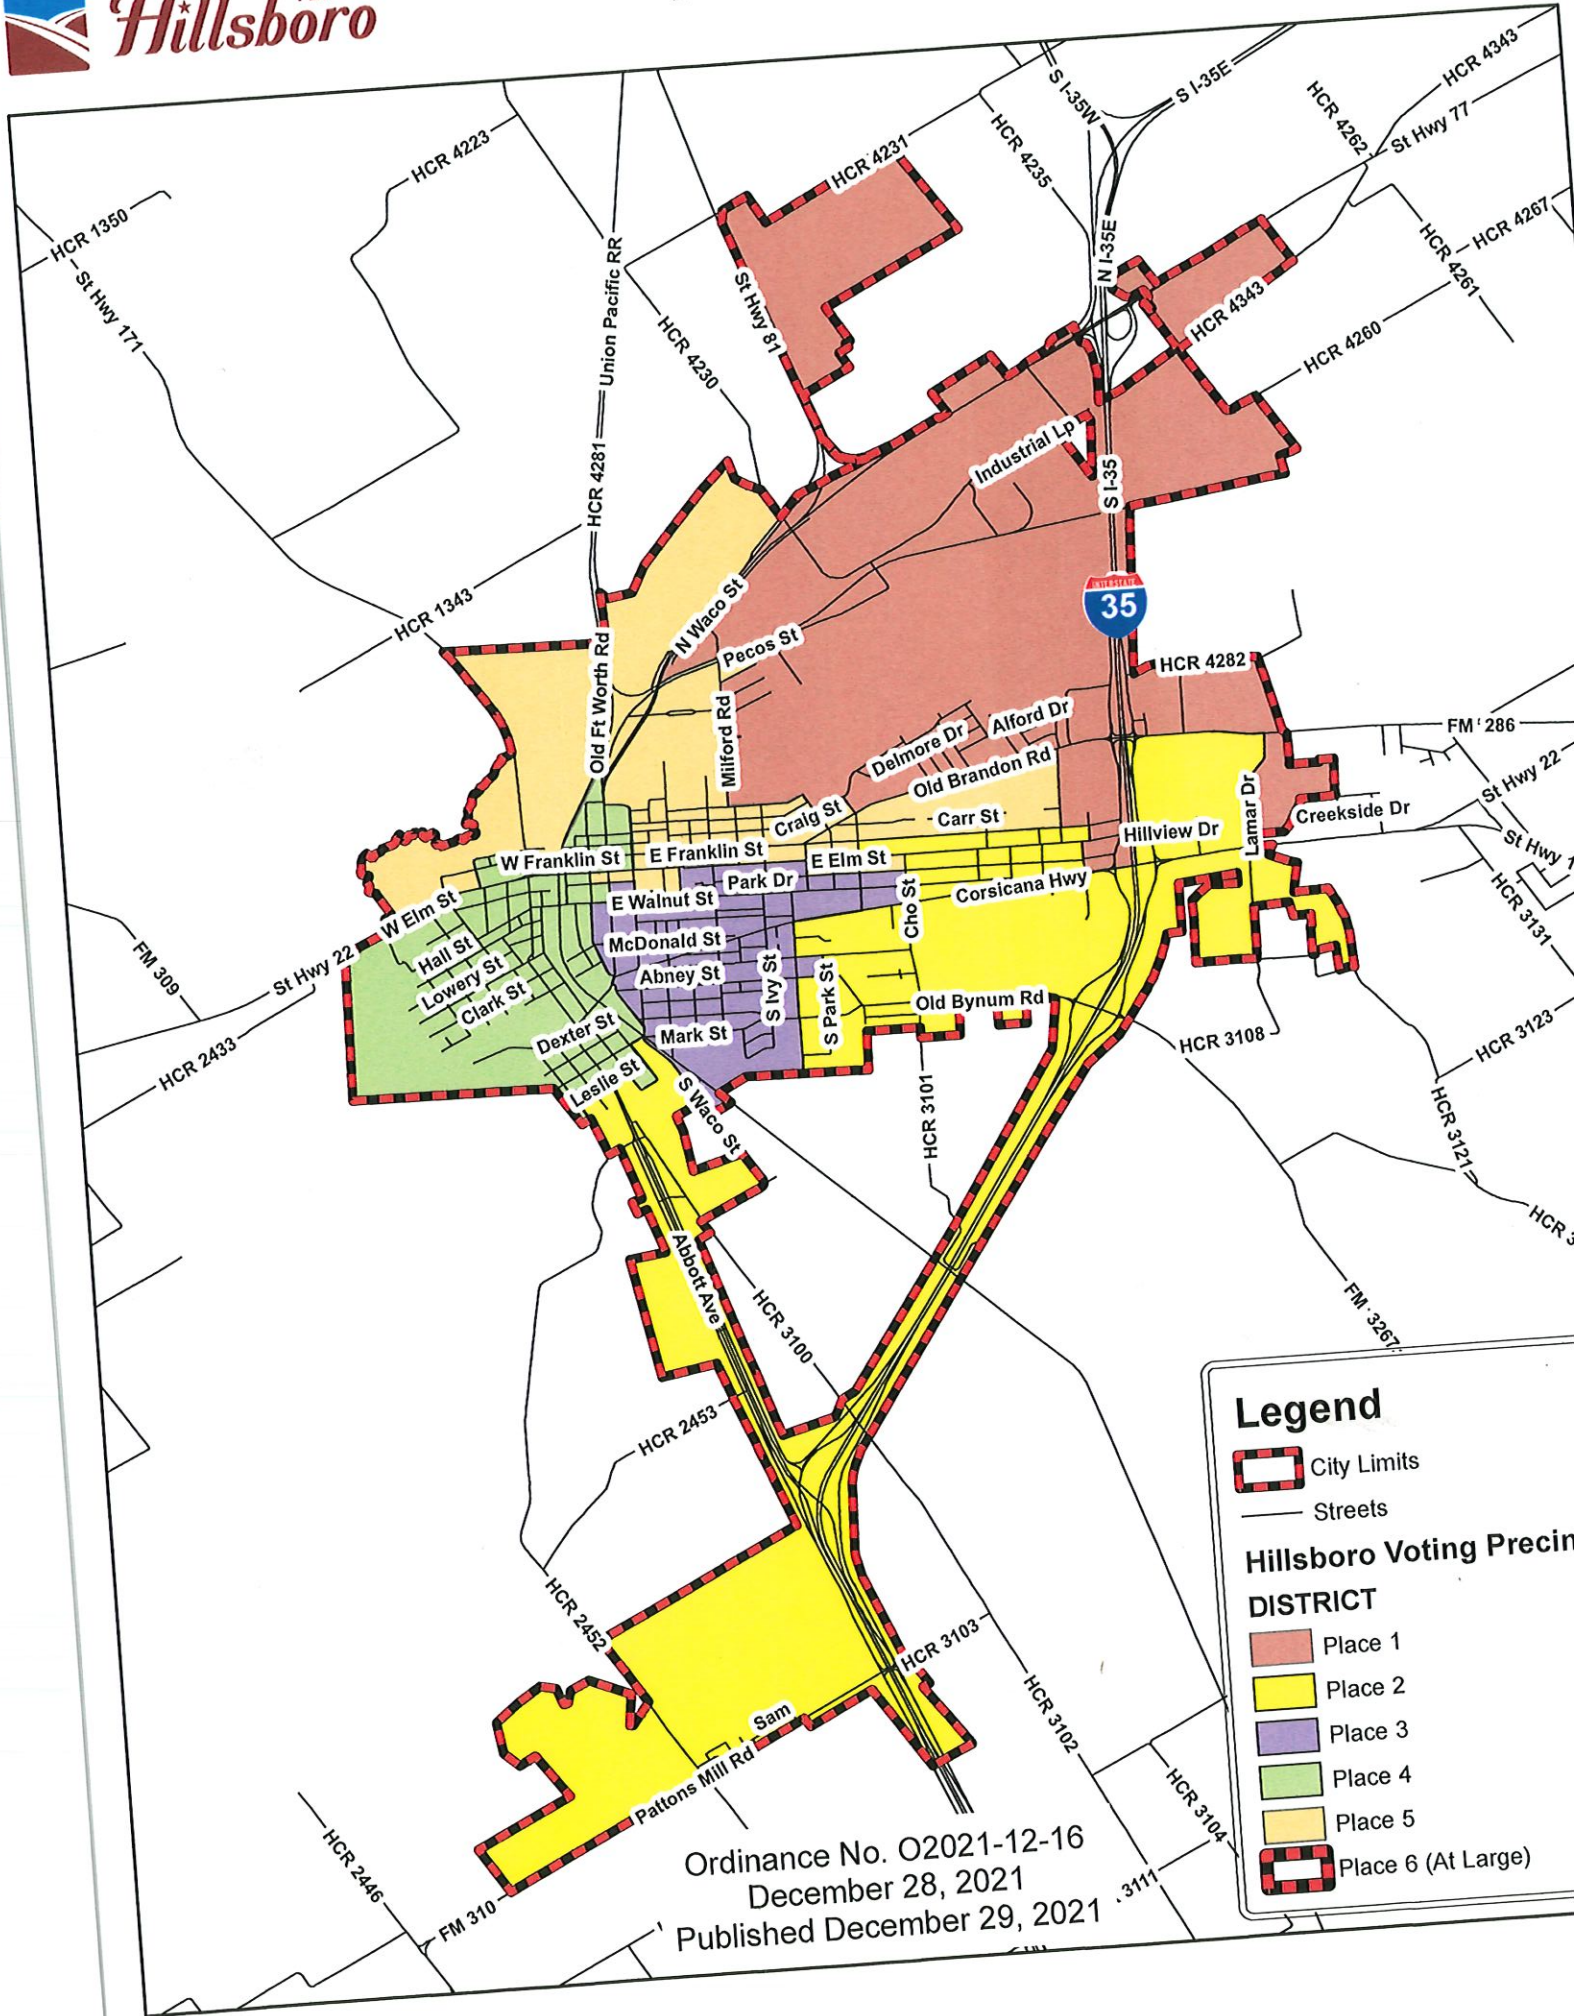 Hillsboro
HCR 4223
HCR 1350
St Hwy 171
Union Pacific RR
HCR 4281
HCR 4230
St Hwy 81
HCR 4231
HCR 4235
S I-35W
S I-35E
N I-35E
HCR 4262
HCR 4343
St Hwy 77
HCR 4267
HCR 4261
HCR 4343
HCR 4260
Industrial Lp
S I-35
INTERSTATE
35
HCR 1343
N Waco St
Pecos St
Old Ft Worth Rd
Milford Rd
HCR 4282
FM 286
St Hwy 22
Delmore Dr
Alford Dr
Old Brandon Rd
Craig St
Carr St
Hillview Dr
Lamar Dr
Creekside Dr
St Hwy 1
W Franklin St
E Franklin St
E Elm St
Park Dr
Corsicana Hwy
Cho St
W Elm St
E Walnut St
Hall St
McDonald St
Lowery St
Abney St
Clark St
S Ivy St
S Park St
Old Bynum Rd
Dexter St
Mark St
Leslie St
S Waco St
FM 309
St Hwy 22
HCR 2433
HCR 3131
HCR 3108
HCR 3123
HCR 3101
HCR 3121
HCR 3
Abbott Ave
HCR 3100
FM 3267
HCR 2453
HCR 2452
HCR 3103
HCR 3102
Sam
Pattons Mill Rd
HCR 3104
HCR 2446
FM 310
3111
Ordinance No. O2021-12-16
December 28, 2021
Published December 29, 2021
Legend
City Limits
Streets
Hillsboro Voting Precin
DISTRICT
Place 1
Place 2
Place 3
Place 4
Place 5
Place 6 (At Large)